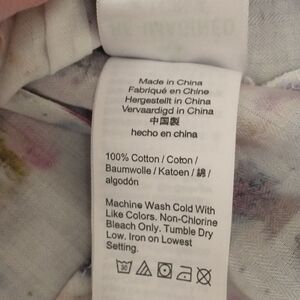 Made in China
Fabriqué en Chine
Hergestellt in China
Vervaardigd in China
中国製
hecho en china
100% Cotton / Coton /
Baumwolle / Katoen / 綿 /
algodón
Machine Wash Cold With
Like Colors. Non-Chlorine
Bleach Only. Tumble Dry
Low. Iron on Lowest
Setting.